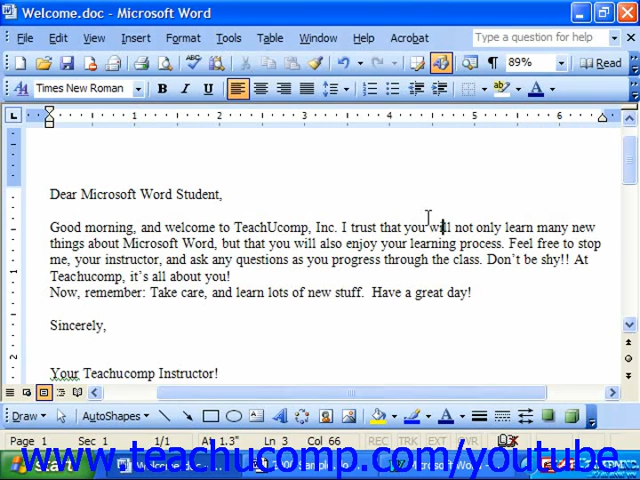 Welcome.doc - Microsoft Word
File Edit View Insert Format Tools Table Window Help Acrobat Type a question for help
89% Read
Times New Roman B I U
1 2 3 4 5 6
Dear Microsoft Word Student,
Good morning, and welcome to TeachUcomp, Inc. I trust that you will not only learn many new
things about Microsoft Word, but that you will also enjoy your learning process. Feel free to stop
me, your instructor, and ask any questions as you progress through the class. Don't be shy!! At
Teachucomp, it's all about you!
Now, remember: Take care, and learn lots of new stuff.  Have a great day!
Sincerely,
Your Teachucomp Instructor!
Draw AutoShapes
Page 1 Sec 1 1/1 At 1.3" Ln 3 Col 66 REC TRK EXT OVR
www.teachucomp.com/youtube